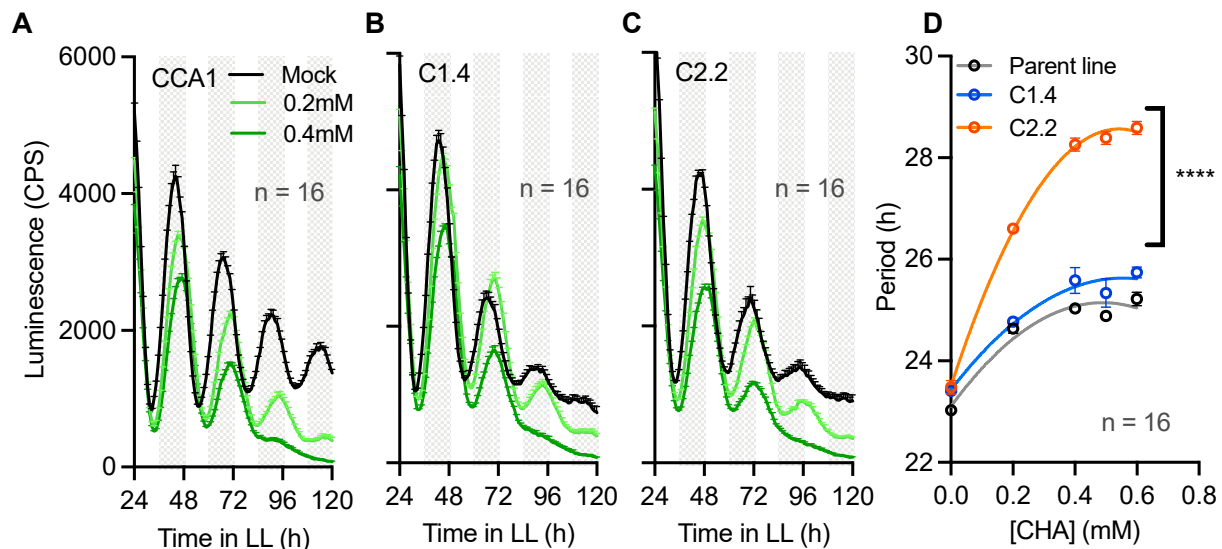 A
B
C
D
6000
4000
2000
0
Luminescence (CPS)
CCA1
Mock
0.2mM
0.4mM
n = 16
24 48 72 96 120
Time in LL (h)
C1.4
n = 16
24 48 72 96 120
Time in LL (h)
C2.2
n = 16
24 48 72 96 120
Time in LL (h)
30
28
26
24
22
Period (h)
Parent line
C1.4
C2.2
****
n = 16
0.0 0.2 0.4 0.6 0.8
[CHA] (mM)